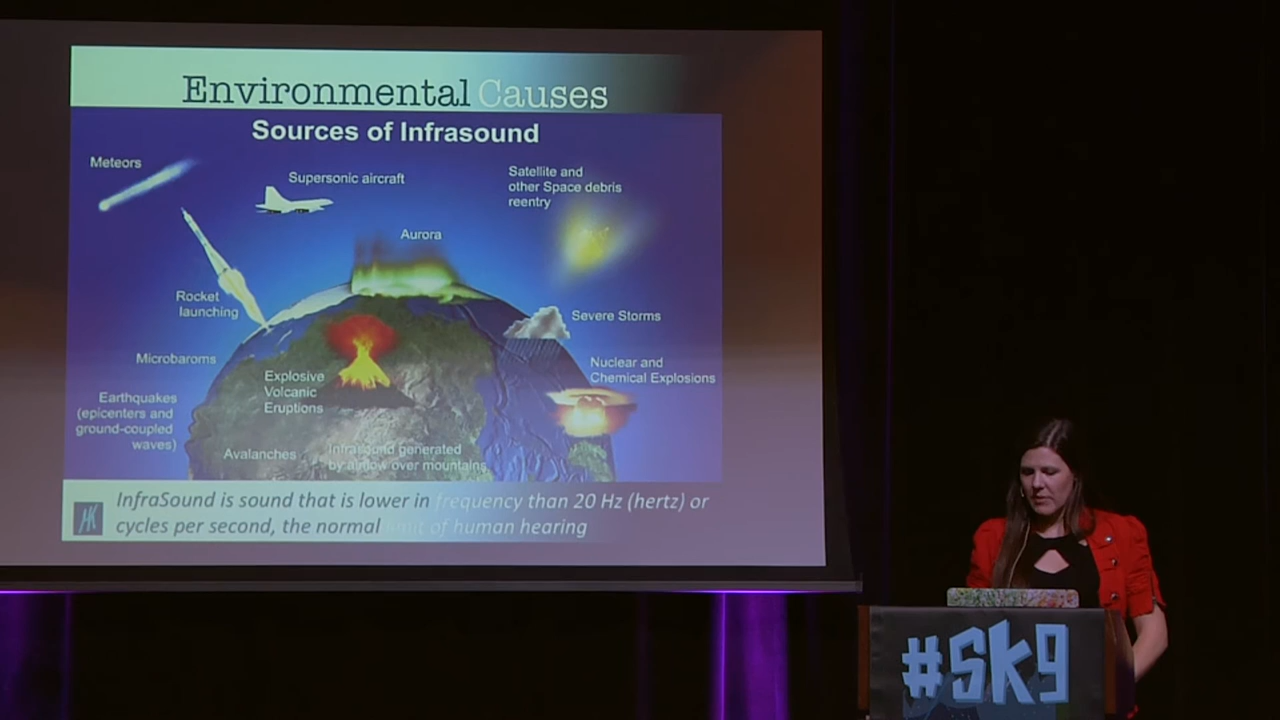 Environmental Causes
Sources of Infrasound
Meteors
Supersonic aircraft
Satellite and
other Space debris
reentry
Aurora
Rocket
launching
Severe Storms
Microbaroms
Nuclear and
Chemical Explosions
Explosive
Volcanic
Eruptions
Earthquakes
(epicenters and
ground-coupled
waves)
Avalanches
Infrasound generated
by airflow over mountains
InfraSound is sound that is lower in frequency than 20 Hz (hertz) or
cycles per second, the normal limit of human hearing
HK
#SK9